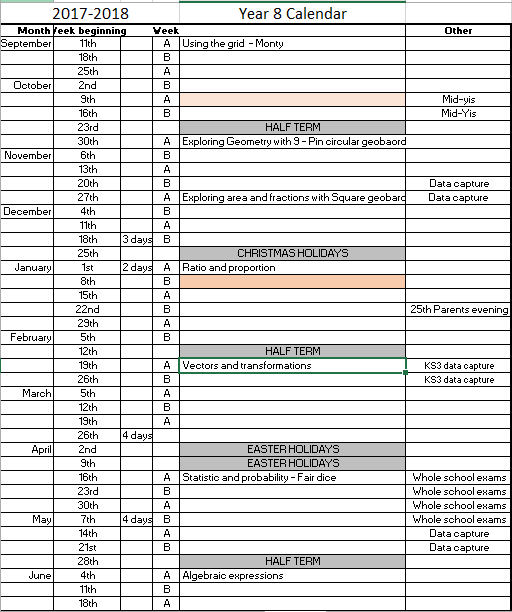 2017-2018 Year 8 Calendar
Month Week beginning Week Other
September 11th A Using the grid - Monty
18th B
25th A
October 2nd B
9th A Mid-yis
16th B Mid-Yis
23rd HALF TERM
30th A Exploring Geometry with 9 - Pin circular geobaord
November 6th B
13th A
20th B Data capture
27th A Exploring area and fractions with Square geobard Data capture
December 4th B
11th A
18th 3 days B
25th CHRISTMAS HOLIDAYS
January 1st 2 days A Ratio and proportion
8th B
15th A
22nd B 25th Parents evening
29th A
February 5th B
12th HALF TERM
19th A Vectors and transformations KS3 data capture
26th B KS3 data capture
March 5th A
12th B
19th A
26th 4 days
April 2nd EASTER HOLIDAYS
9th EASTER HOLIDAYS
16th A Statistic and probability - Fair dice Whole school exams
23rd B Whole school exams
30th A Whole school exams
May 7th 4 days B Whole school exams
14th A Data capture
21st B Data capture
28th HALF TERM
June 4th A Algebraic expressions
11th B
18th A